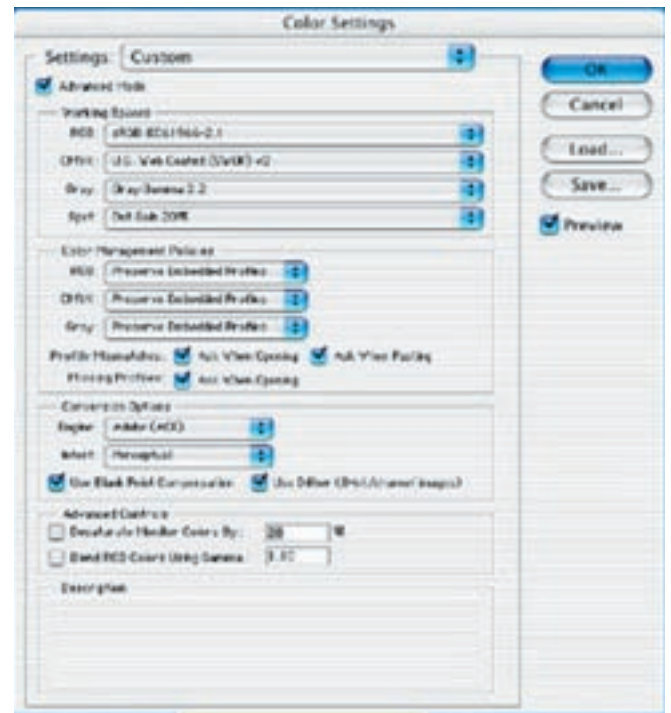 Color Settings
Settings: Custom
OK
Advanced Mode
Cancel
Working Spaces
RGB sRGB IEC61966-2.1
Load...
CMYK U.S. Web Coated (SWOP) v2
Save...
Gray Gray Gamma 2.2
Spot Dot Gain 20%
Preview
Color Management Policies
RGB Preserve Embedded Profiles
CMYK Preserve Embedded Profiles
Gray Preserve Embedded Profiles
Profile Mismatches: Ask When Opening Ask When Pasting
Missing Profiles: Ask When Opening
Conversion Options
Engine: Adobe (ACE)
Intent: Perceptual
Use Black Point Compensation Use Dither (8-bit/channel images)
Advanced Controls
Desaturate Monitor Colors By: 20 %
Blend RGB Colors Using Gamma:
Description